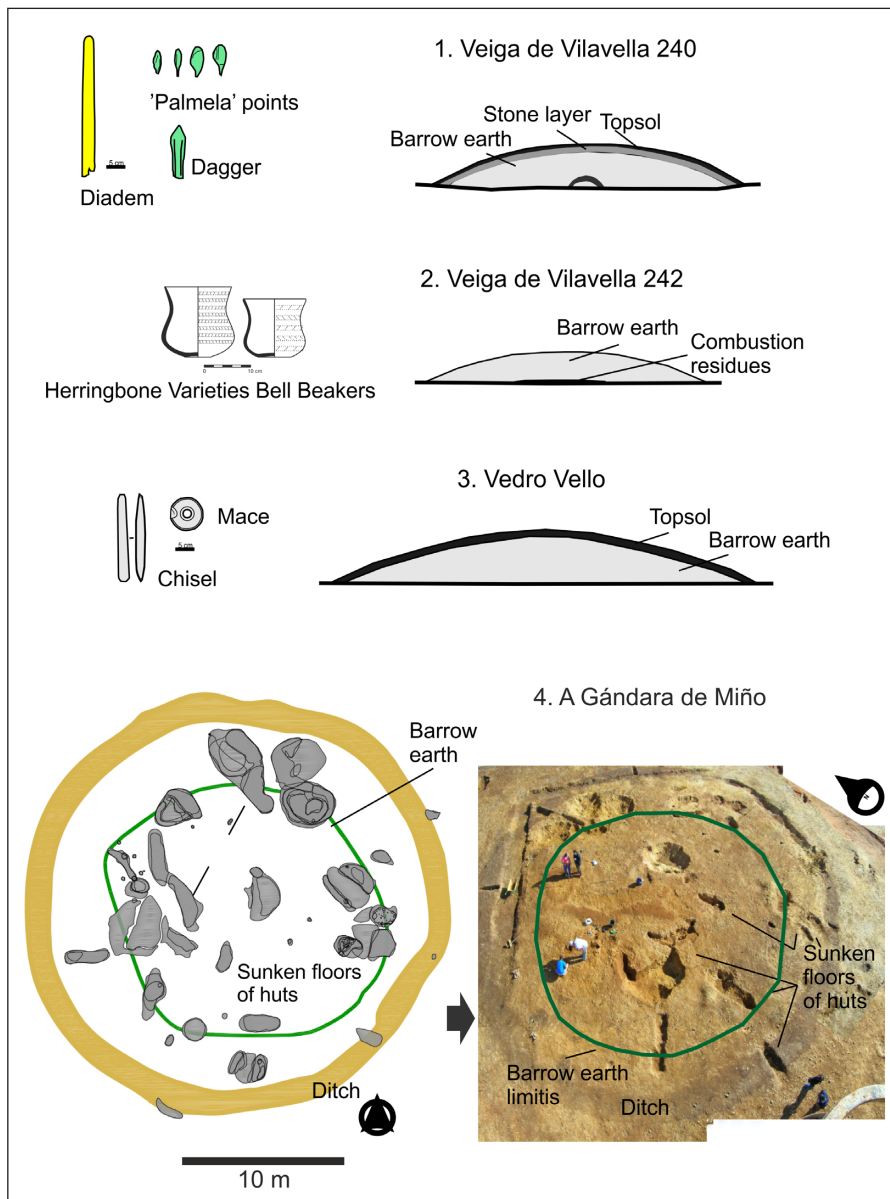 1. Veiga de Vilavella 240
'Palmela' points
5 cm
Dagger
Diadem
Stone layer
Topsol
Barrow earth
2. Veiga de Vilavella 242
Barrow earth
Combustion
residues
0
10 cm
Herringbone Varieties Bell Beakers
3. Vedro Vello
Mace
5 cm
Chisel
Topsol
Barrow earth
4. A Gándara de Miño
Barrow
earth
Sunken floors
of huts
Ditch
10 m
N
Sunken
floors
of huts
Barrow earth
limitis
Ditch